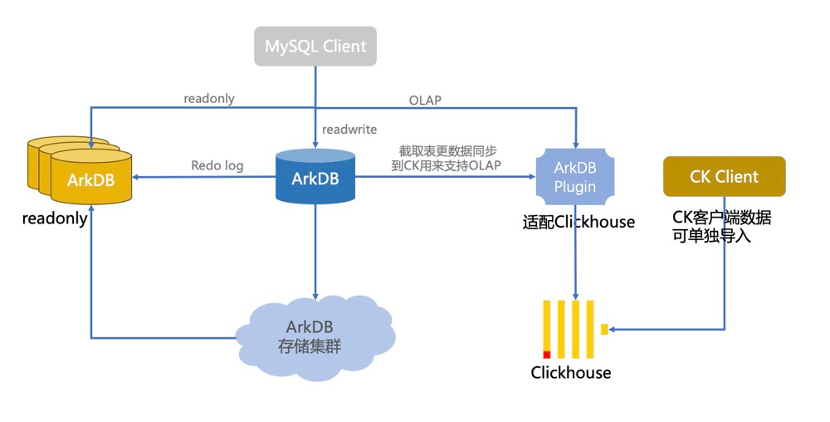 MySQL Client
readonly
OLAP
readwrite
ArkDB
readonly
Redo log
ArkDB
截取表更数据同步
到CK用来支持OLAP
ArkDB
Plugin
适配Clickhouse
CK Client
CK客户端数据
可单独导入
ArkDB
存储集群
Clickhouse